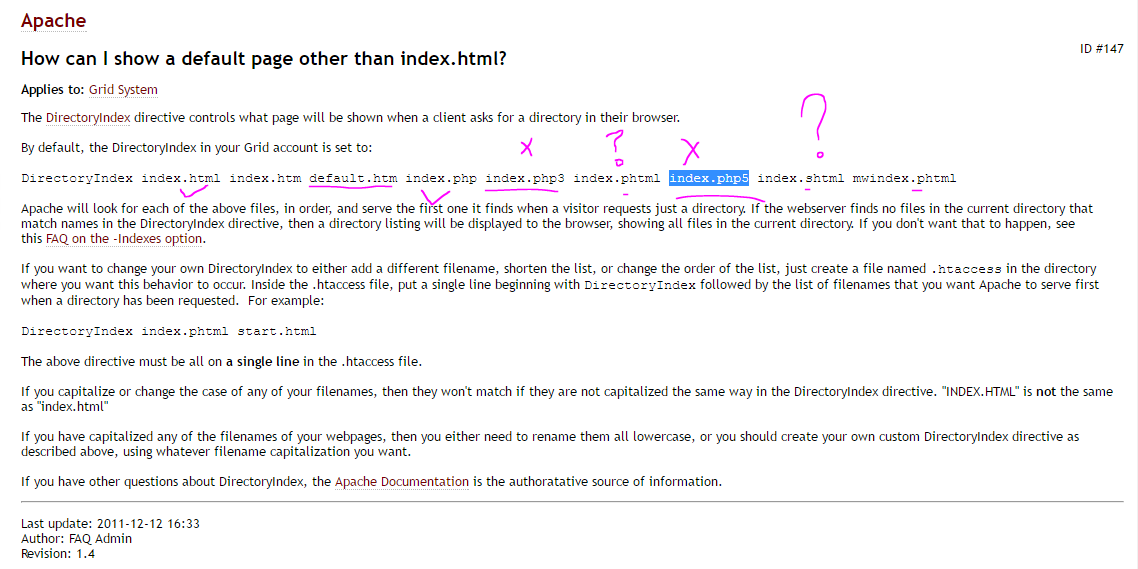 Apache
How can I show a default page other than index.html?
ID #147
Applies to: Grid System
The DirectoryIndex directive controls what page will be shown when a client asks for a directory in their browser.
By default, the DirectoryIndex in your Grid account is set to:
x ? x ?
DirectoryIndex index.html index.htm default.htm index.php index.php3 index.phtml index.php5 index.shtml mwindex.phtml
Apache will look for each of the above files, in order, and serve the first one it finds when a visitor requests just a directory. If the webserver finds no files in the current directory that
match names in the DirectoryIndex directive, then a directory listing will be displayed to the browser, showing all files in the current directory. If you don't want that to happen, see
this FAQ on the -Indexes option.
If you want to change your own DirectoryIndex to either add a different filename, shorten the list, or change the order of the list, just create a file named .htaccess in the directory
where you want this behavior to occur. Inside the .htaccess file, put a single line beginning with DirectoryIndex followed by the list of filenames that you want Apache to serve first
when a directory has been requested. For example:
DirectoryIndex index.phtml start.html
The above directive must be all on a single line in the .htaccess file.
If you capitalize or change the case of any of your filenames, then they won't match if they are not capitalized the same way in the DirectoryIndex directive. "INDEX.HTML" is not the same
as "index.html"
If you have capitalized any of the filenames of your webpages, then you either need to rename them all lowercase, or you should create your own custom DirectoryIndex directive as
described above, using whatever filename capitalization you want.
If you have other questions about DirectoryIndex, the Apache Documentation is the authoratative source of information.
Last update: 2011-12-12 16:33
Author: FAQ Admin
Revision: 1.4